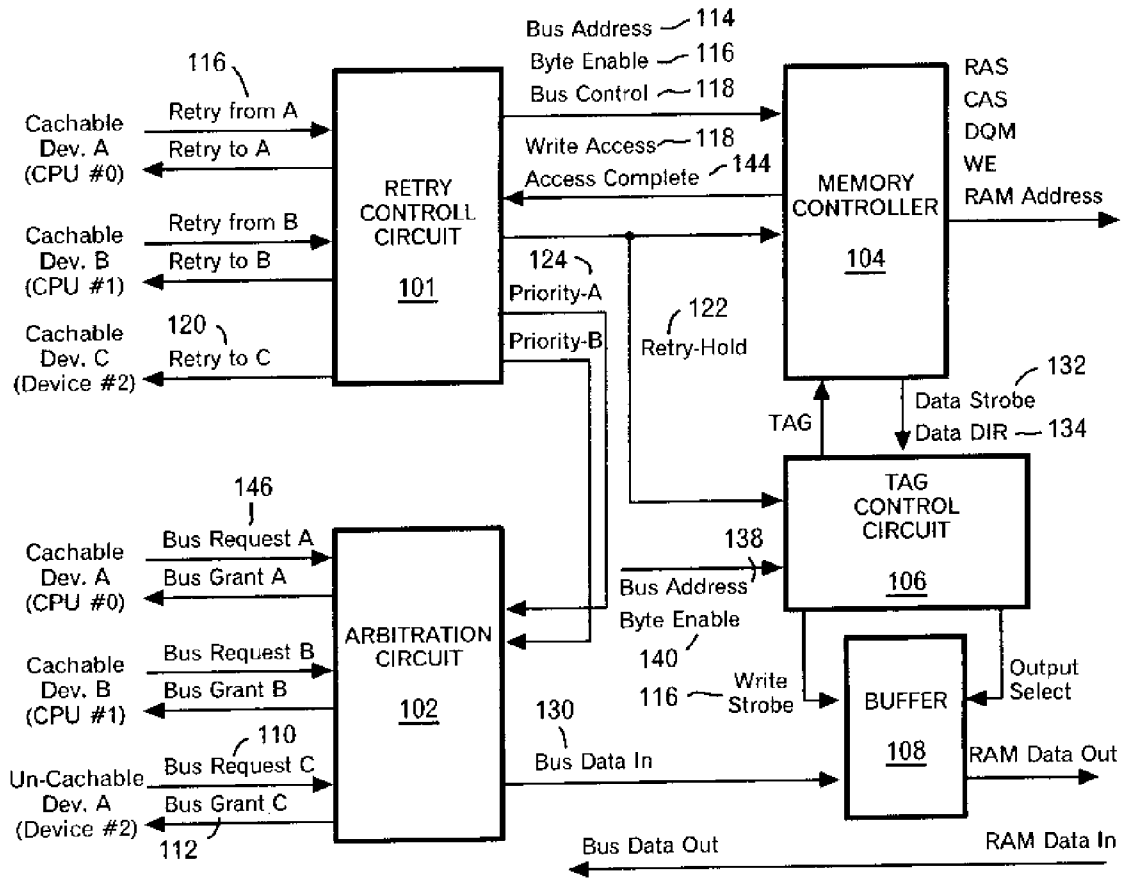 Bus Address 114
Byte Enable 116
Bus Control 118
Write Access 118
Access Complete 144
116
Retry from A
Cachable
Dev. A
(CPU #0)
Retry to A
Retry from B
Cachable
Dev. B
(CPU #1)
Retry to B
120
Cachable
Dev. C
(Device #2)
Retry to C
RETRY
CONTROLL
CIRCUIT
101
124
Priority-A
Priority-B
122
Retry-Hold
MEMORY
CONTROLLER
104
RAS
CAS
DQM
WE
RAM Address
TAG
Data Strobe 132
Data DIR 134
TAG
CONTROL
CIRCUIT
106
138
Bus Address
Byte Enable
140
116 Write
Strobe
Output
Select
BUFFER
108
146
Bus Request A
Cachable
Dev. A
(CPU #0)
Bus Grant A
Bus Request B
Cachable
Dev. B
(CPU #1)
Bus Grant B
110
Bus Request C
Un-Cachable
Dev. A
(Device #2)
Bus Grant C
112
ARBITRATION
CIRCUIT
102
130
Bus Data In
RAM Data Out
Bus Data Out
RAM Data In